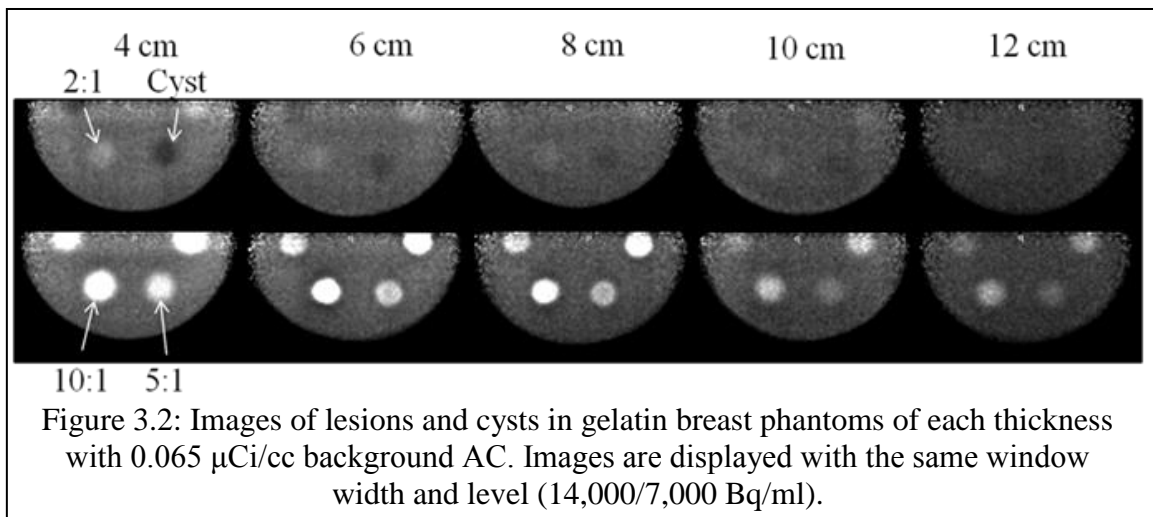 4 cm 6 cm 8 cm 10 cm 12 cm
2:1 Cyst
10:1 5:1
Figure 3.2: Images of lesions and cysts in gelatin breast phantoms of each thickness
with 0.065 μCi/cc background AC. Images are displayed with the same window
width and level (14,000/7,000 Bq/ml).